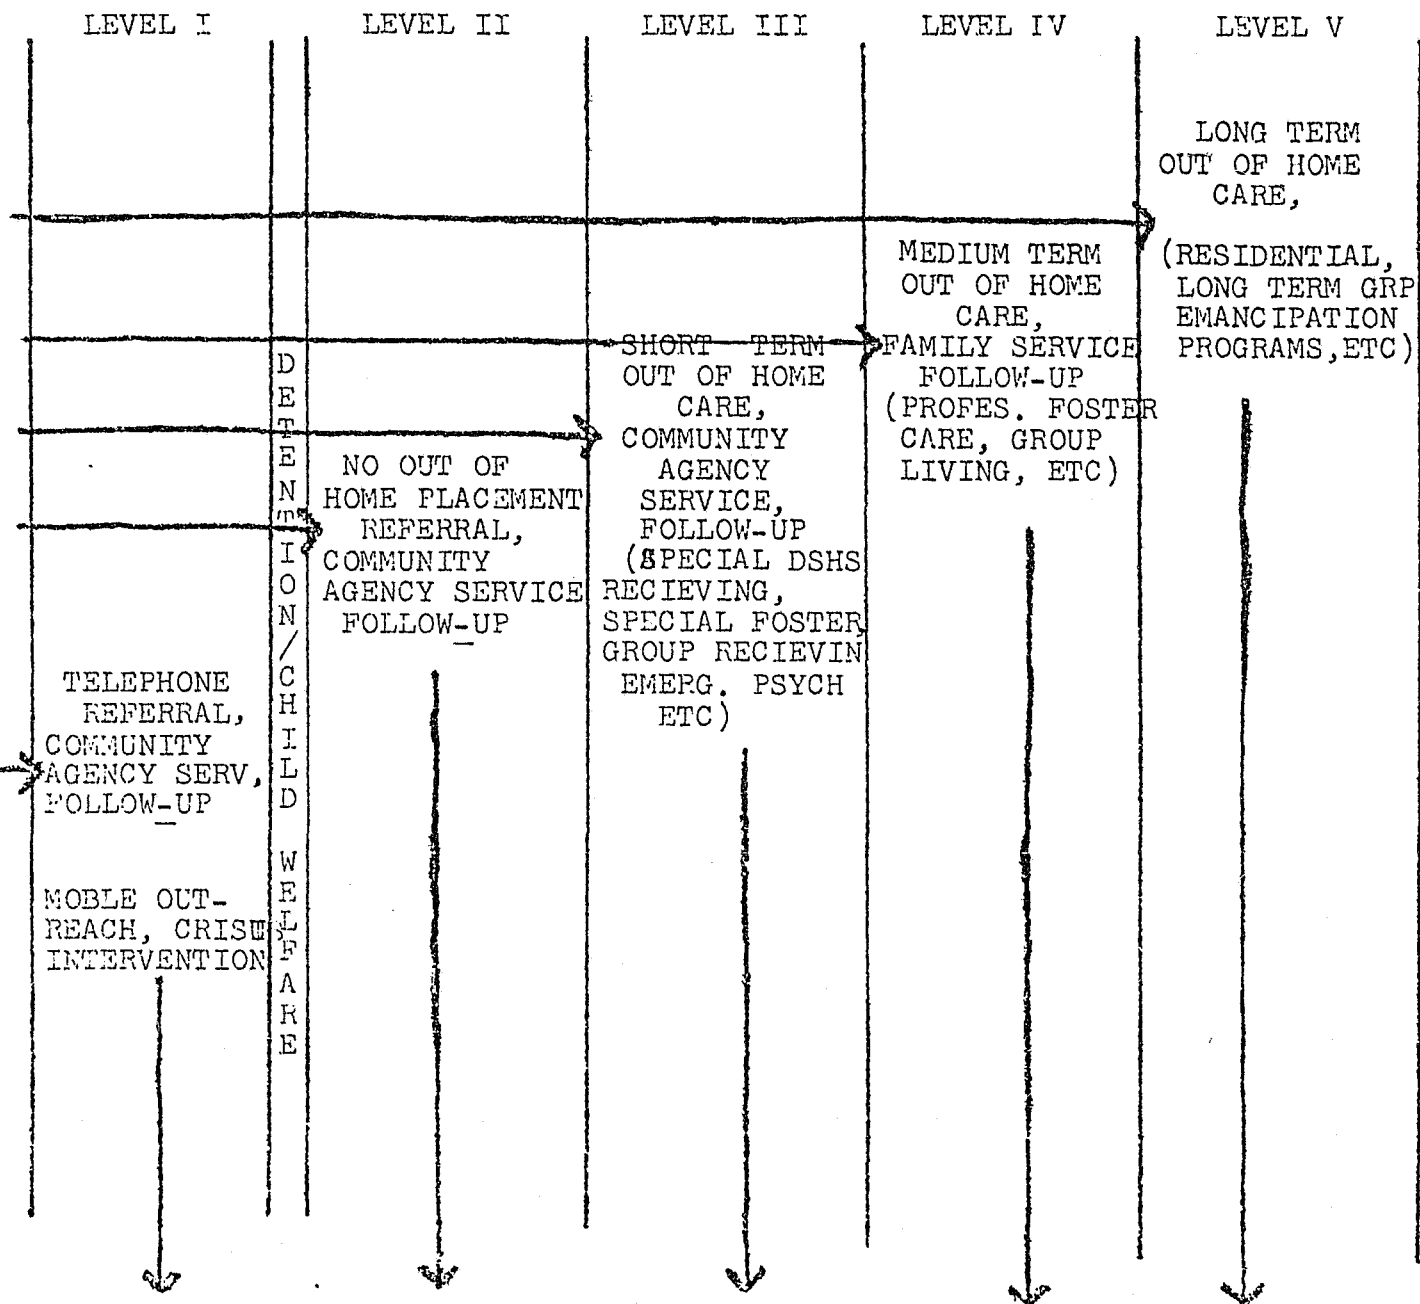 LEVEL I
TELEPHONE
REFERRAL,
COMMUNITY
AGENCY SERV,
FOLLOW-UP
MOBLE OUT-
REACH, CRISIS
INTERVENTION
DETENTION/CHILD WELFARE
LEVEL II
NO OUT OF
HOME PLACEMENT
REFERRAL,
COMMUNITY
AGENCY SERVICE
FOLLOW-UP
LEVEL III
SHORT TERM
OUT OF HOME
CARE,
COMMUNITY
AGENCY
SERVICE,
FOLLOW-UP
(SPECIAL DSHS
RECIEVING,
SPECIAL FOSTER
GROUP RECIEVIN
EMERG. PSYCH
ETC)
LEVEL IV
MEDIUM TERM
OUT OF HOME
CARE,
FAMILY SERVICE
FOLLOW-UP
(PROFES. FOSTER
CARE, GROUP
LIVING, ETC)
LEVEL V
LONG TERM
OUT OF HOME
CARE,
(RESIDENTIAL,
LONG TERM GRP
EMANCIPATION
PROGRAMS,ETC)